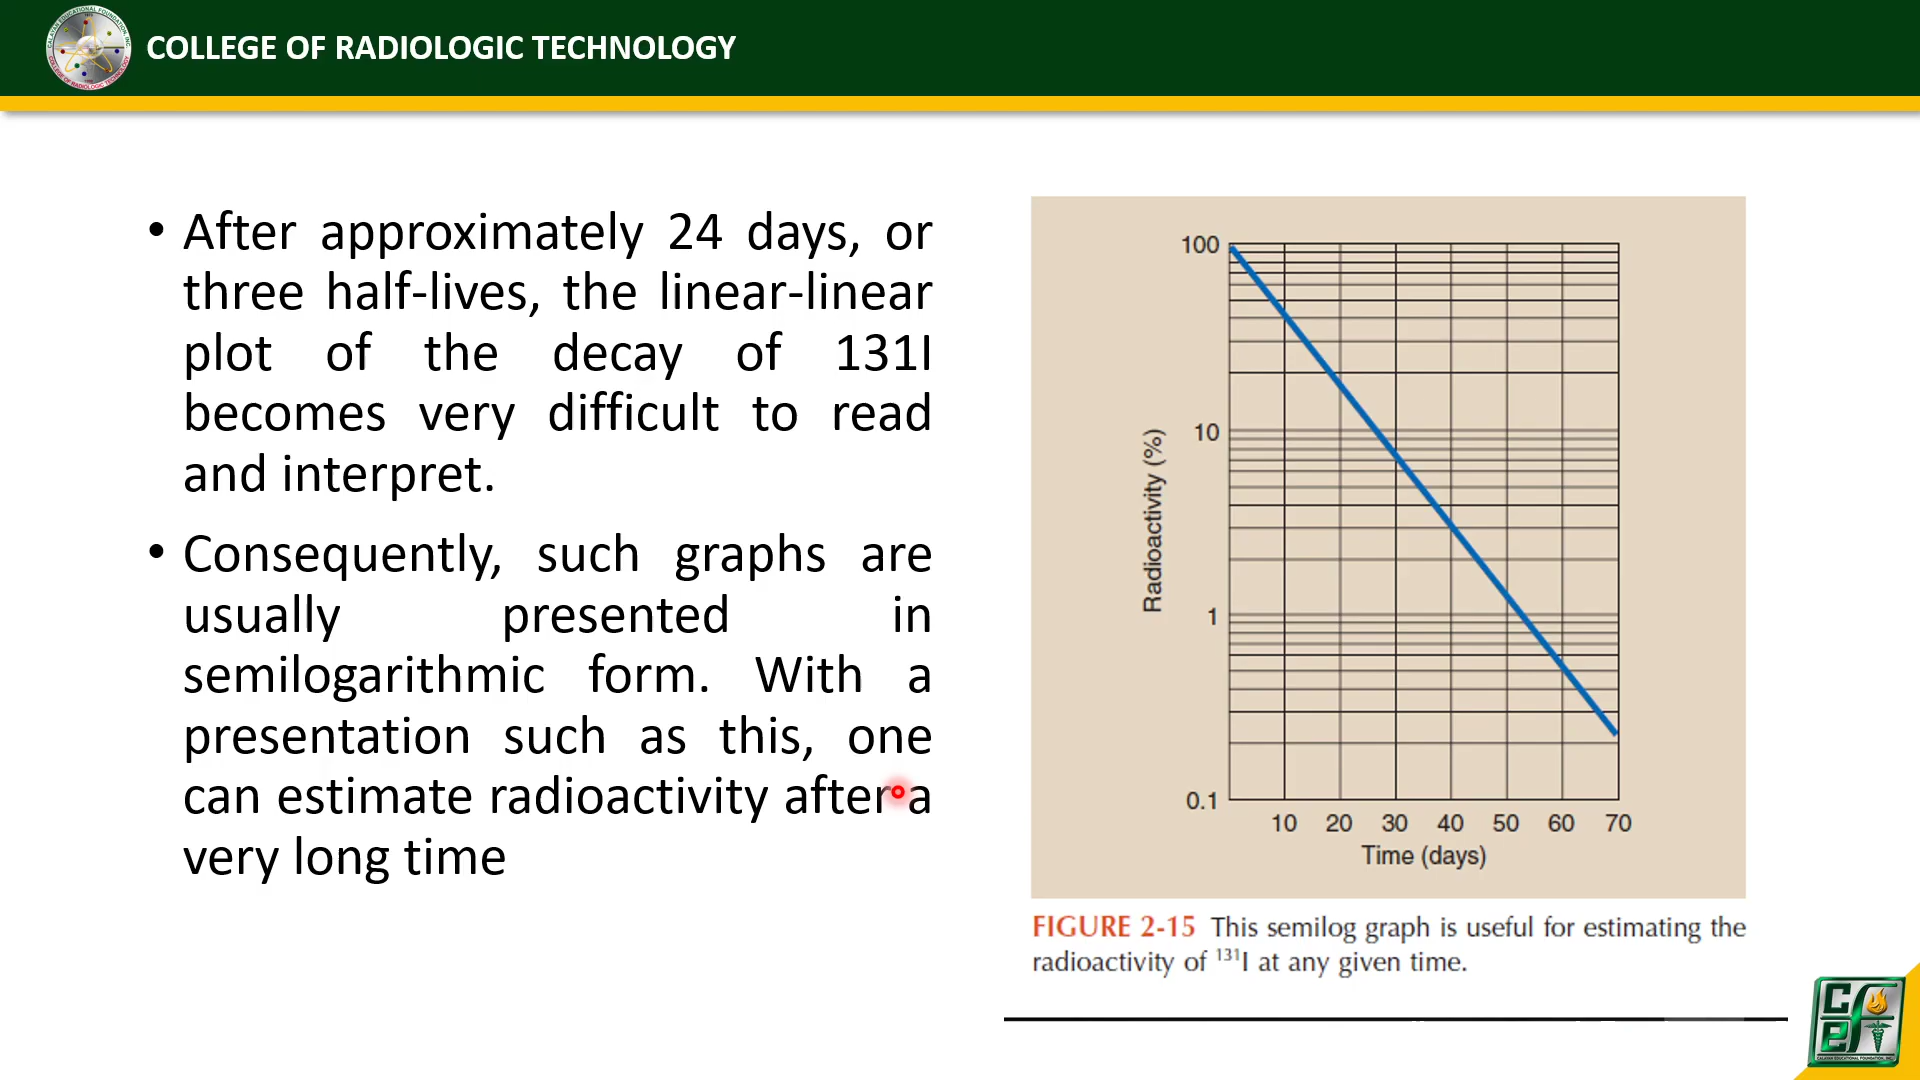 COLLEGE OF RADIOLOGIC TECHNOLOGY
• After approximately 24 days, or
three half-lives, the linear-linear
plot of the decay of 131I
becomes very difficult to read
and interpret.
• Consequently, such graphs are
usually presented in
semilogarithmic form. With a
presentation such as this, one
can estimate radioactivity after a
very long time
100
10
1
0.1
Radioactivity (%)
10 20 30 40 50 60 70
Time (days)
FIGURE 2-15 This semilog graph is useful for estimating the
radioactivity of ¹³¹I at any given time.
CALAYAN EDUCATIONAL FOUNDATION, INC.